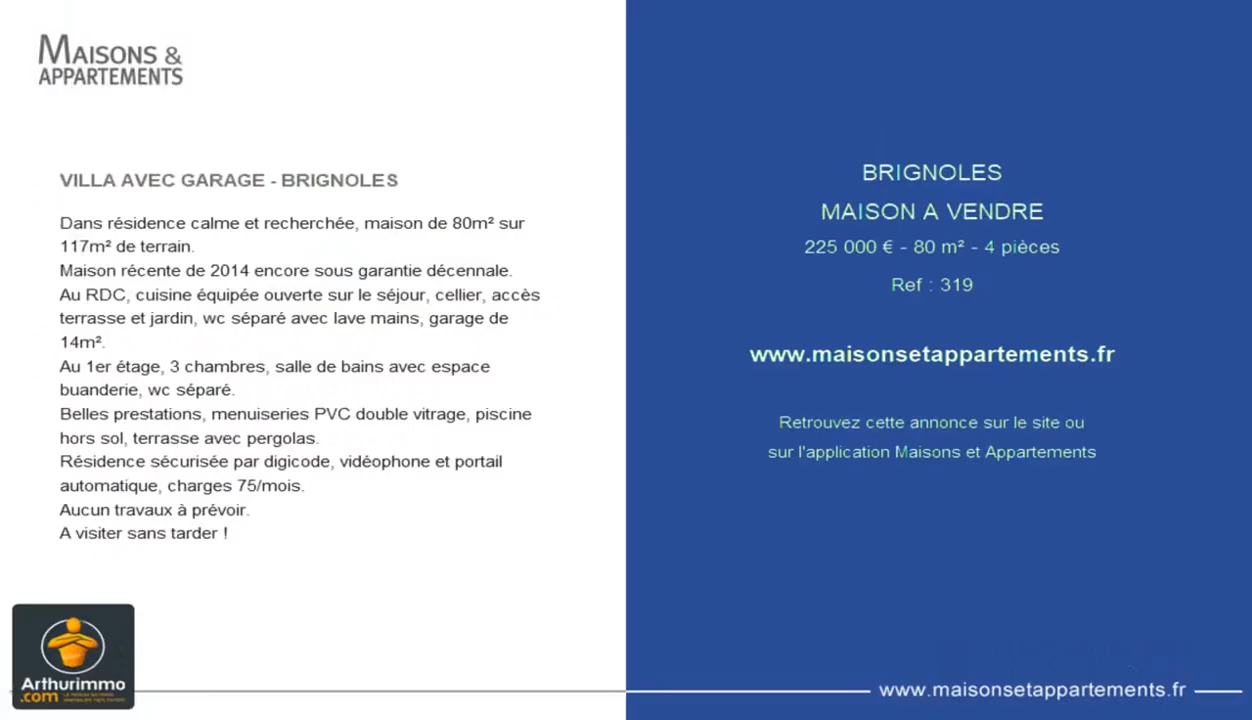 MAISONS &
APPARTEMENTS
VILLA AVEC GARAGE - BRIGNOLES
Dans résidence calme et recherchée, maison de 80m² sur
117m² de terrain.
Maison récente de 2014 encore sous garantie décennale.
Au RDC, cuisine équipée ouverte sur le séjour, cellier, accès
terrasse et jardin, wc séparé avec lave mains, garage de
14m².
Au 1er étage, 3 chambres, salle de bains avec espace
buanderie, wc séparé.
Belles prestations, menuiseries PVC double vitrage, piscine
hors sol, terrasse avec pergolas.
Résidence sécurisée par digicode, vidéophone et portail
automatique, charges 75/mois.
Aucun travaux à prévoir.
A visiter sans tarder !
Arthurimmo
.com
BRIGNOLES
MAISON A VENDRE
225 000 € - 80 m² - 4 pièces
Ref : 319
www.maisonsetappartements.fr
Retrouvez cette annonce sur le site ou
sur l'application Maisons et Appartements
www.maisonsetappartements.fr